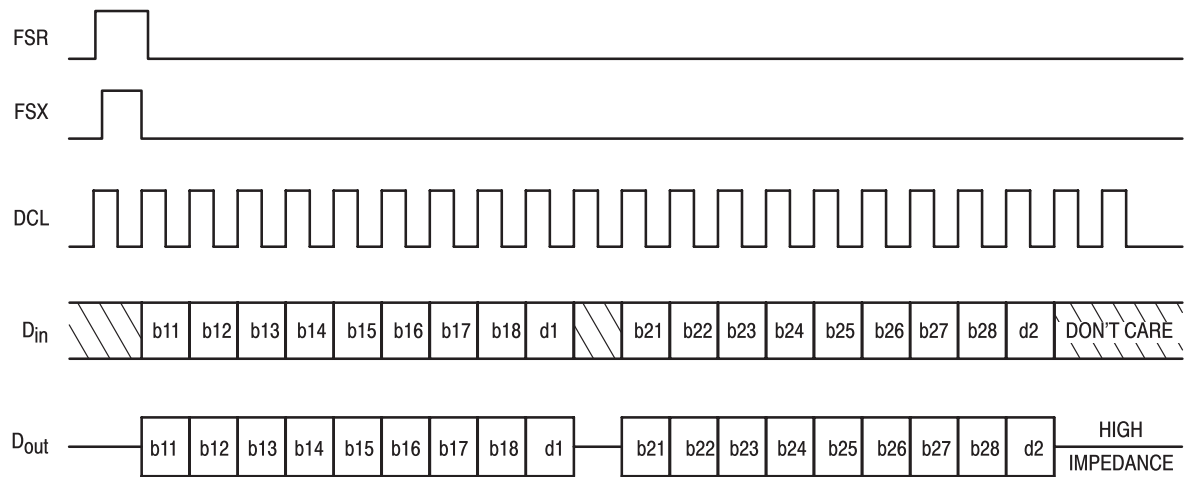 FSR
FSX
DCL
Din b11 b12 b13 b14 b15 b16 b17 b18 d1 b21 b22 b23 b24 b25 b26 b27 b28 d2 DON'T CARE
Dout b11 b12 b13 b14 b15 b16 b17 b18 d1 b21 b22 b23 b24 b25 b26 b27 b28 d2 HIGH
IMPEDANCE